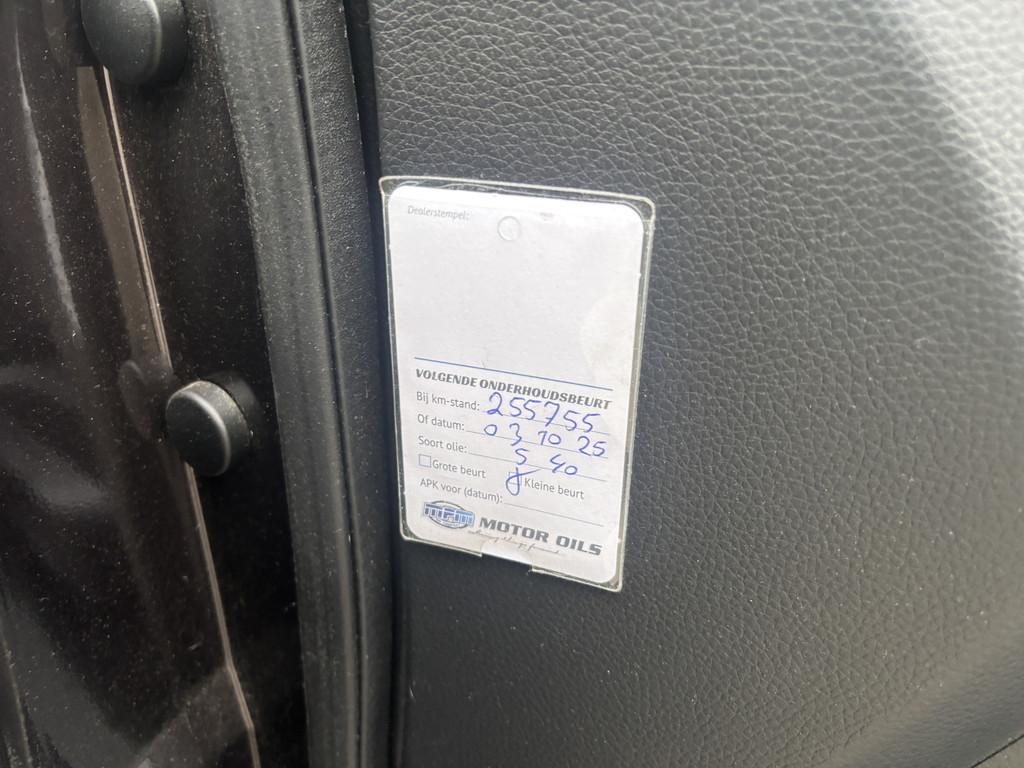 Dealerstempel:
VOLGENDE ONDERHOUDSBEURT
Bij km-stand: 255755
Of datum: 03 10 25
Soort olie: 5 40
Grote beurt Kleine beurt
APK voor (datum):
MPM MOTOR OILS